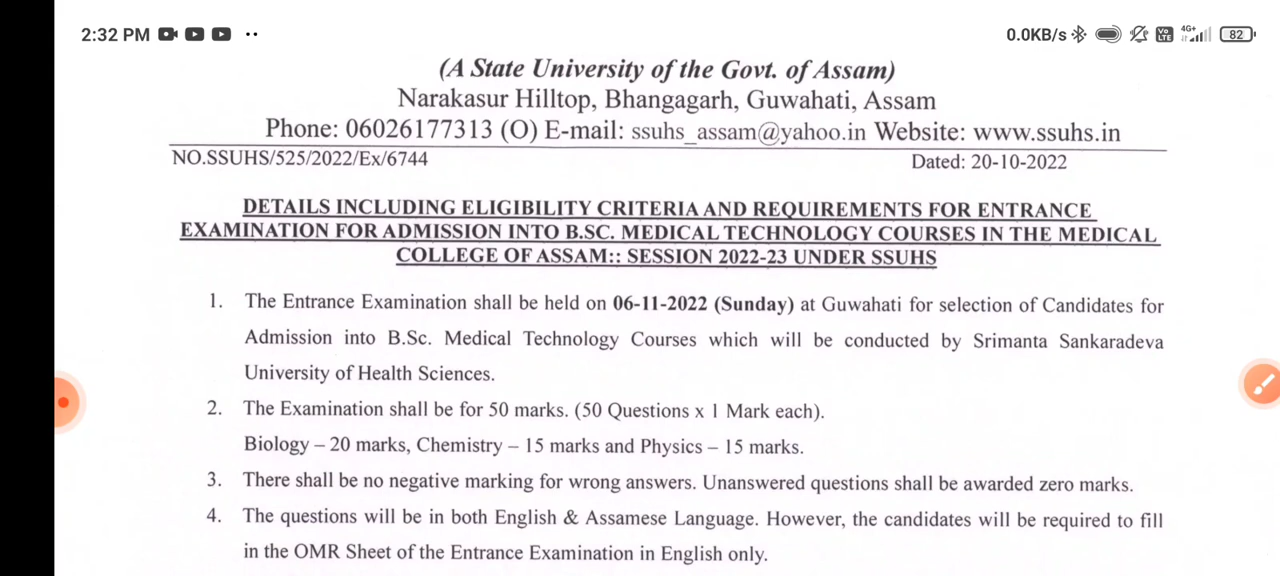 2:32 PM
0.0KB/s
Vo
LTE
4G+
82
(A State University of the Govt. of Assam)
Narakasur Hilltop, Bhangagarh, Guwahati, Assam
Phone: 06026177313 (O) E-mail: ssuhs_assam@yahoo.in Website: www.ssuhs.in
NO.SSUHS/525/2022/Ex/6744 Dated: 20-10-2022
DETAILS INCLUDING ELIGIBILITY CRITERIA AND REQUIREMENTS FOR ENTRANCE
EXAMINATION FOR ADMISSION INTO B.SC. MEDICAL TECHNOLOGY COURSES IN THE MEDICAL
COLLEGE OF ASSAM:: SESSION 2022-23 UNDER SSUHS
1. The Entrance Examination shall be held on 06-11-2022 (Sunday) at Guwahati for selection of Candidates for
Admission into B.Sc. Medical Technology Courses which will be conducted by Srimanta Sankaradeva
University of Health Sciences.
2. The Examination shall be for 50 marks. (50 Questions x 1 Mark each).
Biology – 20 marks, Chemistry – 15 marks and Physics – 15 marks.
3. There shall be no negative marking for wrong answers. Unanswered questions shall be awarded zero marks.
4. The questions will be in both English & Assamese Language. However, the candidates will be required to fill
in the OMR Sheet of the Entrance Examination in English only.